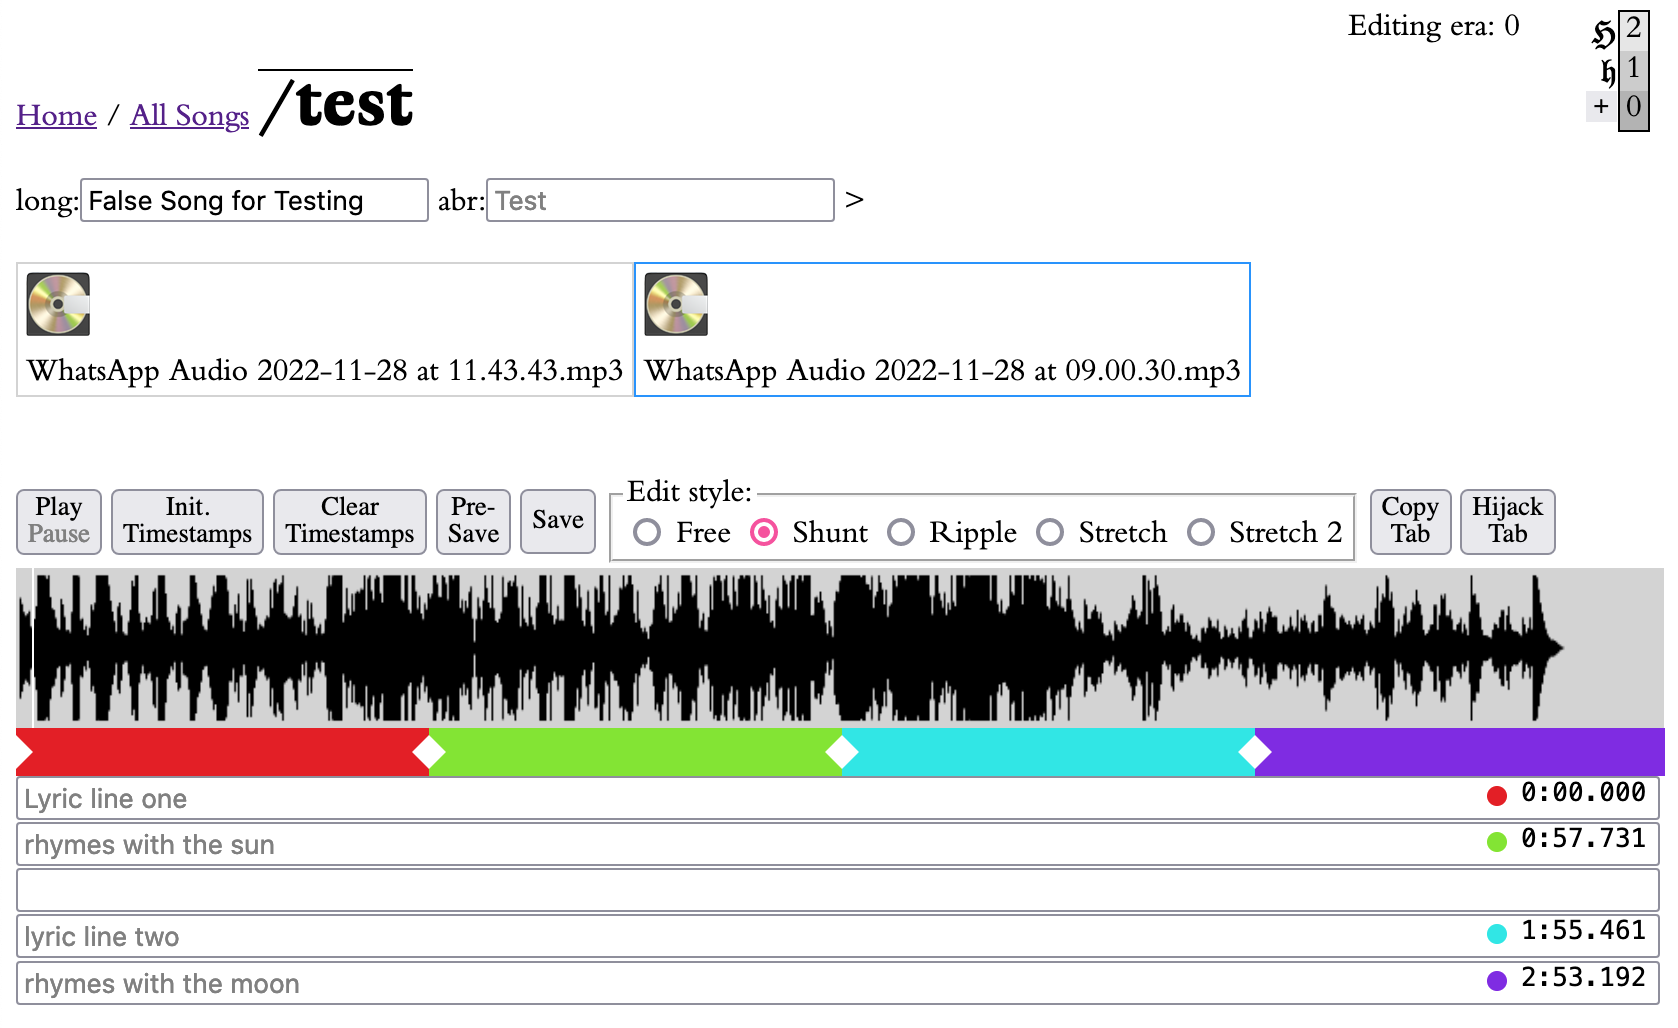 Editing era: 0
ℌ 2
𝔥 1
+ 0
Home / All Songs /test
long: False Song for Testing abr: Test >
WhatsApp Audio 2022-11-28 at 11.43.43.mp3
WhatsApp Audio 2022-11-28 at 09.00.30.mp3
Play
Pause
Init.
Timestamps
Clear
Timestamps
Pre-
Save
Save
Edit style:
Free Shunt Ripple Stretch Stretch 2
Copy
Tab
Hijack
Tab
Lyric line one 0:00.000
rhymes with the sun 0:57.731
lyric line two 1:55.461
rhymes with the moon 2:53.192